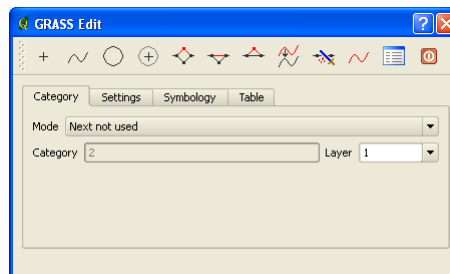 GRASS Edit
Category Settings Symbology Table
Mode Next not used
Category 2 Layer 1